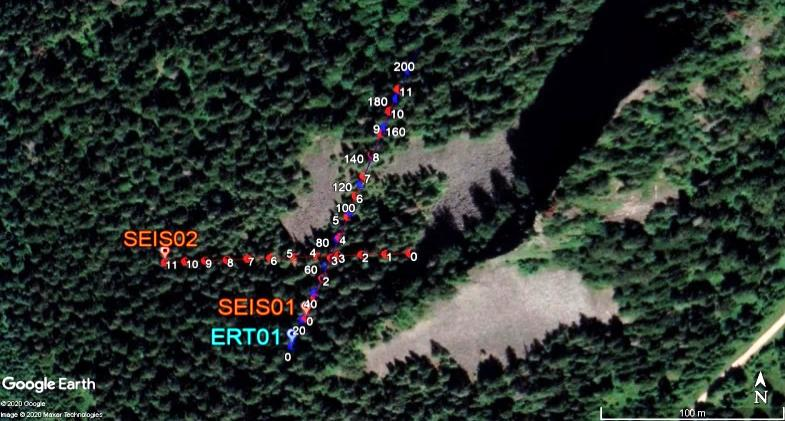 200
11
180
10
9 160
140 8
7
120
6
100
5
SEIS02
80 4
11 10 9 8 7 6 5 4 3 3 2 1 0
60
2
SEIS01
40
0
20
ERT01
0
Google Earth
© 2020 Google
Image © 2020 Maxar Technologies
N
100 m